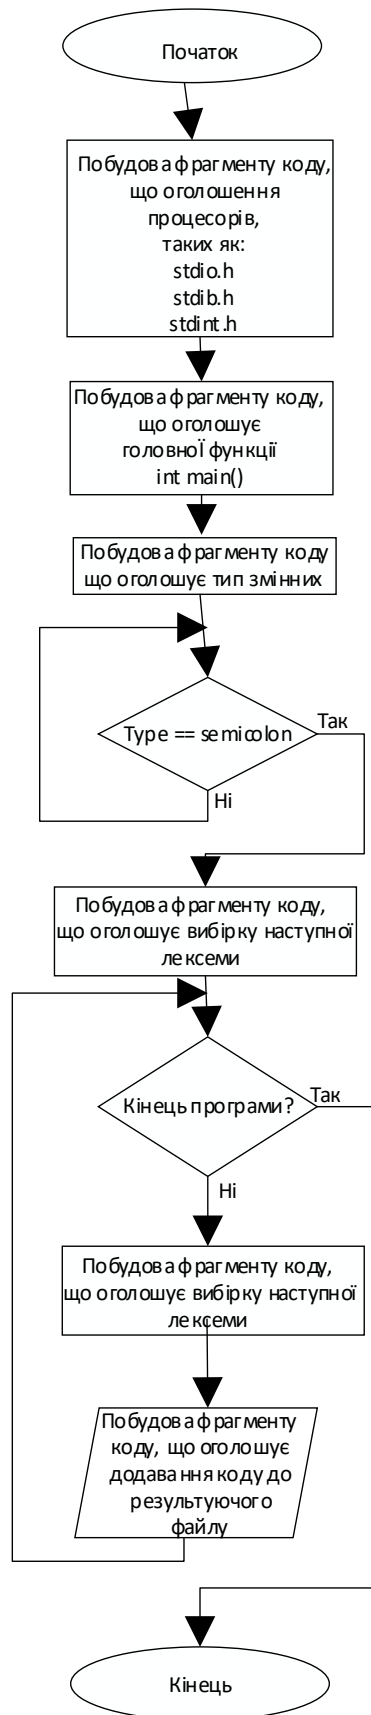 Початок
Побудова фрагменту коду,
що оголошення
процесорів,
таких як:
stdio.h
stdib.h
stdint.h
Побудова фрагменту коду,
що оголошує
головної функції
int main()
Побудова фрагменту коду
що оголошує тип змінних
Type == semicolon
Так
Ні
Побудова фрагменту коду,
що оголошує вибірку наступної
лексеми
Кінець програми?
Так
Ні
Побудова фрагменту коду,
що оголошує вибірку наступної
лексеми
Побудова фрагменту
коду, що оголошує
додавання коду до
результуючого
файлу
Кінець